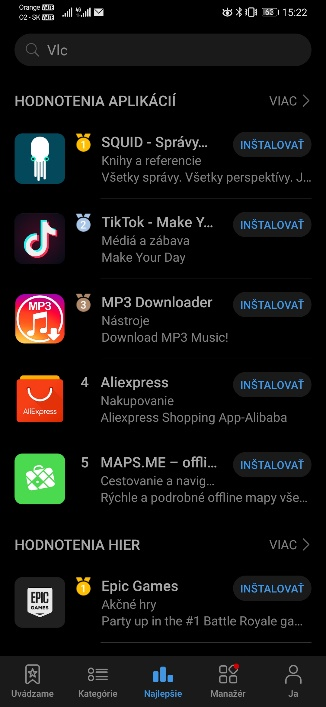 Orange VoLTE
O2 - SK VoLTE
4G
63
15:22
Vlc
HODNOTENIA APLIKÁCIÍ VIAC
1 SQUID - Správy...
INŠTALOVAŤ
Knihy a referencie
Všetky správy. Všetky perspektívy. J...
2 TikTok - Make Y...
INŠTALOVAŤ
Médiá a zábava
Make Your Day
MP3
3 MP3 Downloader
INŠTALOVAŤ
Nástroje
Download MP3 Music!
AliExpress
4 Aliexpress
INŠTALOVAŤ
Nakupovanie
Aliexpress Shopping App-Alibaba
5 MAPS.ME – offli...
INŠTALOVAŤ
Cestovanie a navig...
Rýchle a podrobné offline mapy vše...
HODNOTENIA HIER VIAC
EPIC
GAMES
1 Epic Games
INŠTALOVAŤ
Akčné hry
Party up in the #1 Battle Royale ga...
Uvádzame Kategórie Najlepšie Manažér Ja